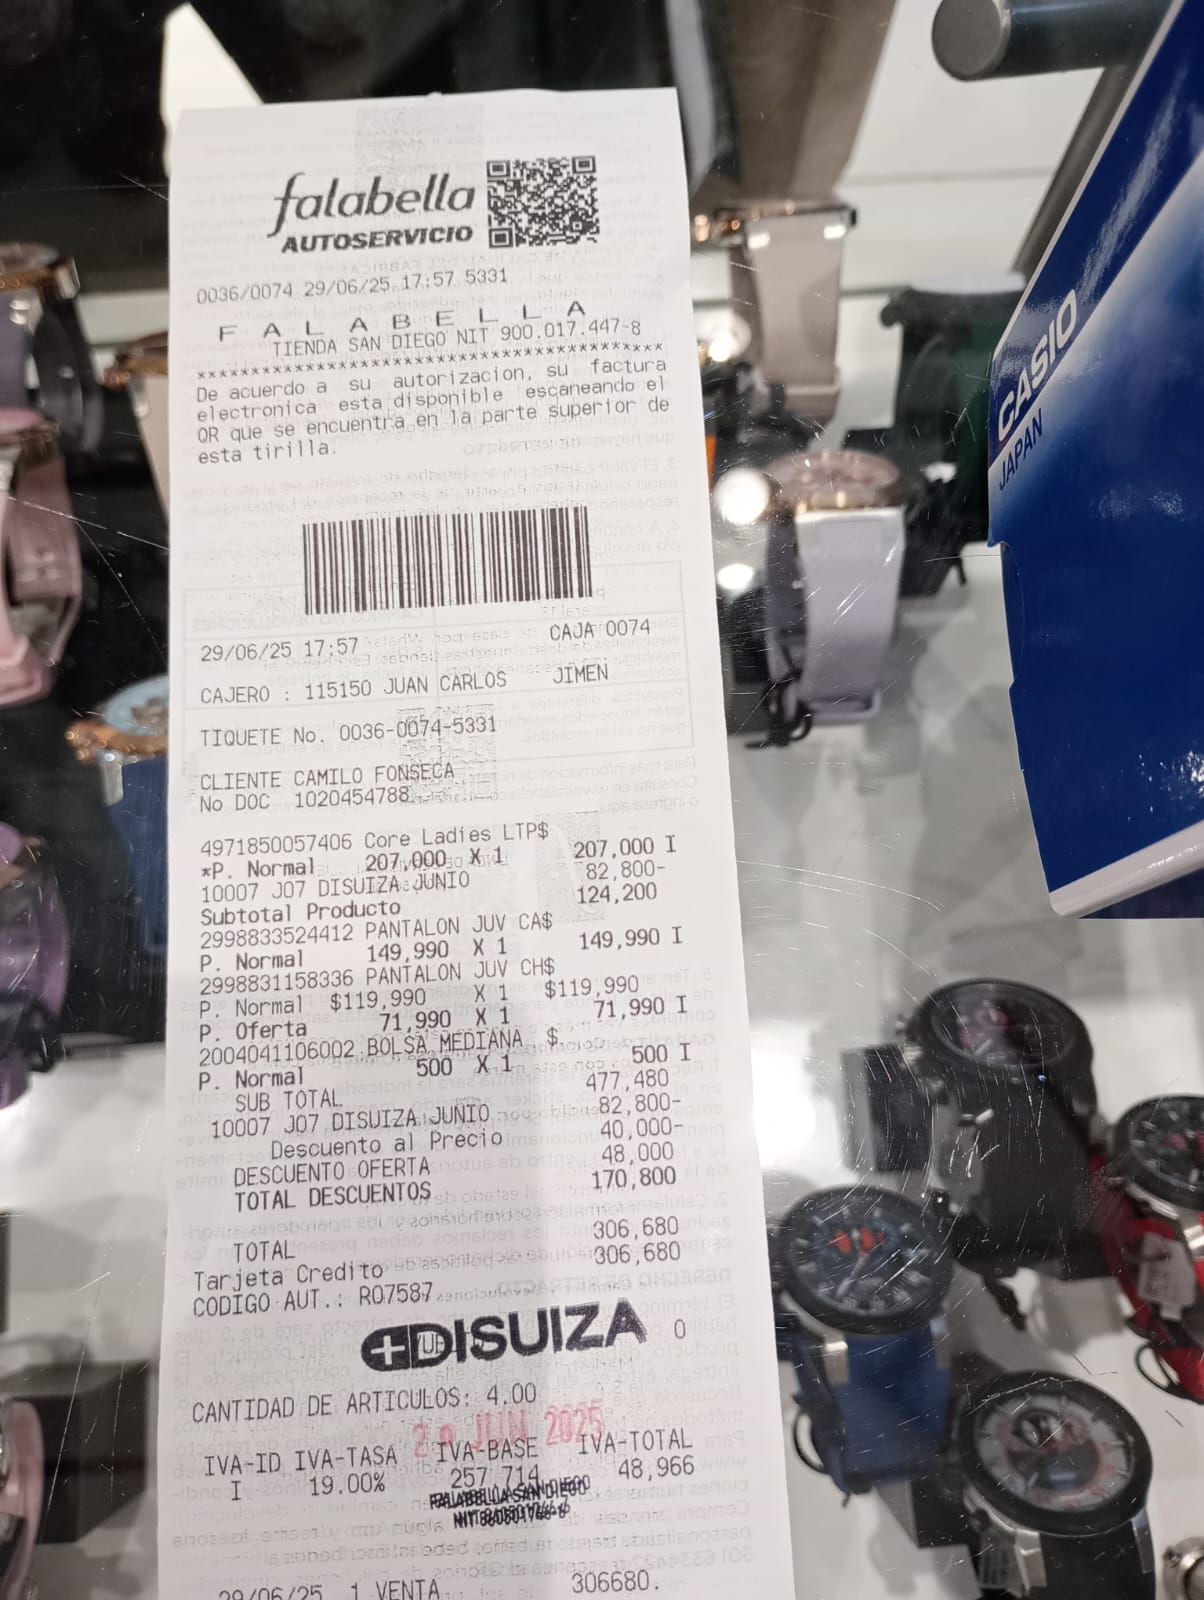 falabella
AUTOSERVICIO
0036/0074 29/06/25 17:57 5331
F A L A B E L L A
TIENDA SAN DIEGO NIT 900.017.447-8
******************************************
De acuerdo a su autorizacion, su factura
electronica esta disponible escaneando el
QR que se encuentra en la parte superior de
esta tirilla.
29/06/25 17:57 CAJA 0074
CAJERO : 115150 JUAN CARLOS JIMEN
TIQUETE No. 0036-0074-5331
CLIENTE CAMILO FONSECA
No DOC 1020454788
4971850057406 Core Ladies LTP$
*P. Normal 207,000 X 1 207,000 I
10007 J07 DISUIZA JUNIO 82,800-
Subtotal Producto 124,200
2998833524412 PANTALON JUV CA$
P. Normal 149,990 X 1 149,990 I
2998831158336 PANTALON JUV CH$
P. Normal $119,990 X 1 $119,990
P. Oferta 71,990 X 1 71,990 I
2004041106002 BOLSA MEDIANA $
P. Normal 500 X 1 500 I
SUB TOTAL 477,480
10007 J07 DISUIZA JUNIO 82,800-
Descuento al Precio 40,000-
DESCUENTO OFERTA 48,000
TOTAL DESCUENTOS 170,800
TOTAL 306,680
Tarjeta Credito 306,680
CODIGO AUT.: R07587
DISUIZA 0
CANTIDAD DE ARTICULOS: 4.00
29 JUN 2025
IVA-ID IVA-TASA IVA-BASE IVA-TOTAL
I 19.00% 257,714 48,966
FALABELLA SAN DIEGO
29/06/25 1 VENTA 306680.
CASIO
JAPAN